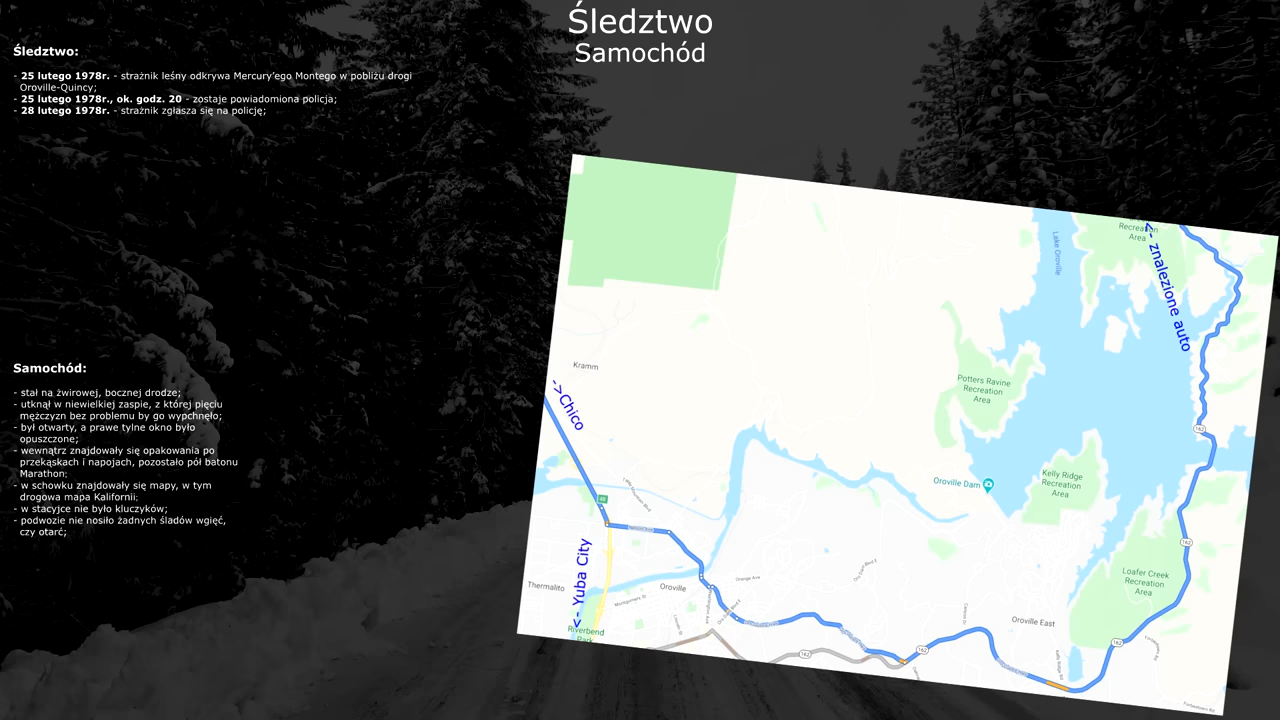 Śledztwo
Samochód
Śledztwo:
- 25 lutego 1978r. - strażnik leśny odkrywa Mercury'ego Montego w pobliżu drogi
Oroville-Quincy;
- 25 lutego 1978r., ok. godz. 20 - zostaje powiadomiona policja;
- 28 lutego 1978r. - strażnik zgłasza się na policję;
Samochód:
- stał na żwirowej, bocznej drodze;
- utknął w niewielkiej zaspie, z której pięciu
mężczyzn bez problemu by go wypchnęło;
- był otwarty, a prawe tylne okno było
opuszczone;
- wewnątrz znajdowały się opakowania po
przekąskach i napojach, pozostało pół batonu
Marathon;
- w schowku znajdowały się mapy, w tym
drogowa mapa Kalifornii;
- w stacyjce nie było kluczyków;
- podwozie nie nosiło żadnych śladów wgięć,
czy otarć;
Recreation
Area
Lake Oroville
<- znalezione auto
Kramm
->Chico
Potters Ravine
Recreation
Area
162
Oroville Dam
Kelly Ridge
Recreation
Area
162
<- Yuba City
Thermalito
Oroville
Orange Ave
Montgomery St
Loafer Creek
Recreation
Area
Oroville East
Riverbend
Park
162
162
162